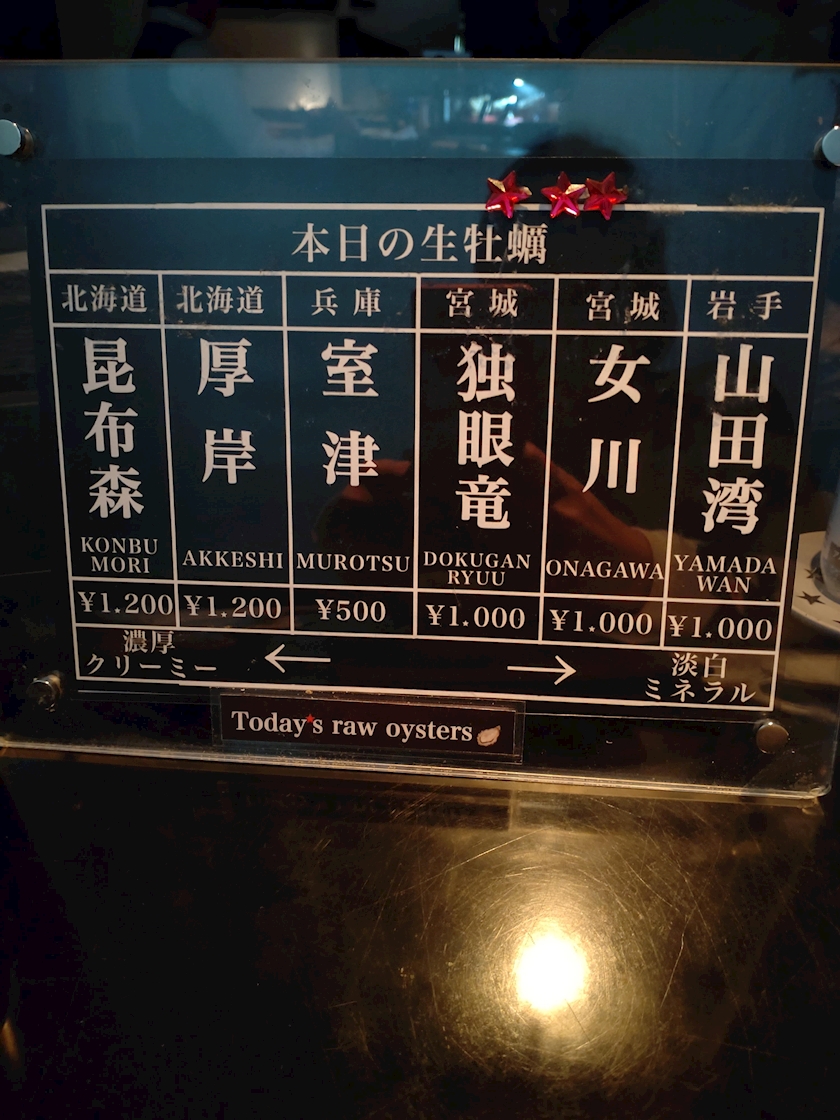 本日の生牡蠣
北海道 北海道 兵庫 宮城 宮城 岩手
昆布森 厚岸 室津 独眼竜 女川 山田湾
KONBU MORI AKKESHI MUROTSU DOKUGAN RYUU ONAGAWA YAMADA WAN
¥1.200 ¥1.200 ¥500 ¥1.000 ¥1.000 ¥1.000
濃厚 ← → 淡白
クリーミー ミネラル
Today's raw oysters